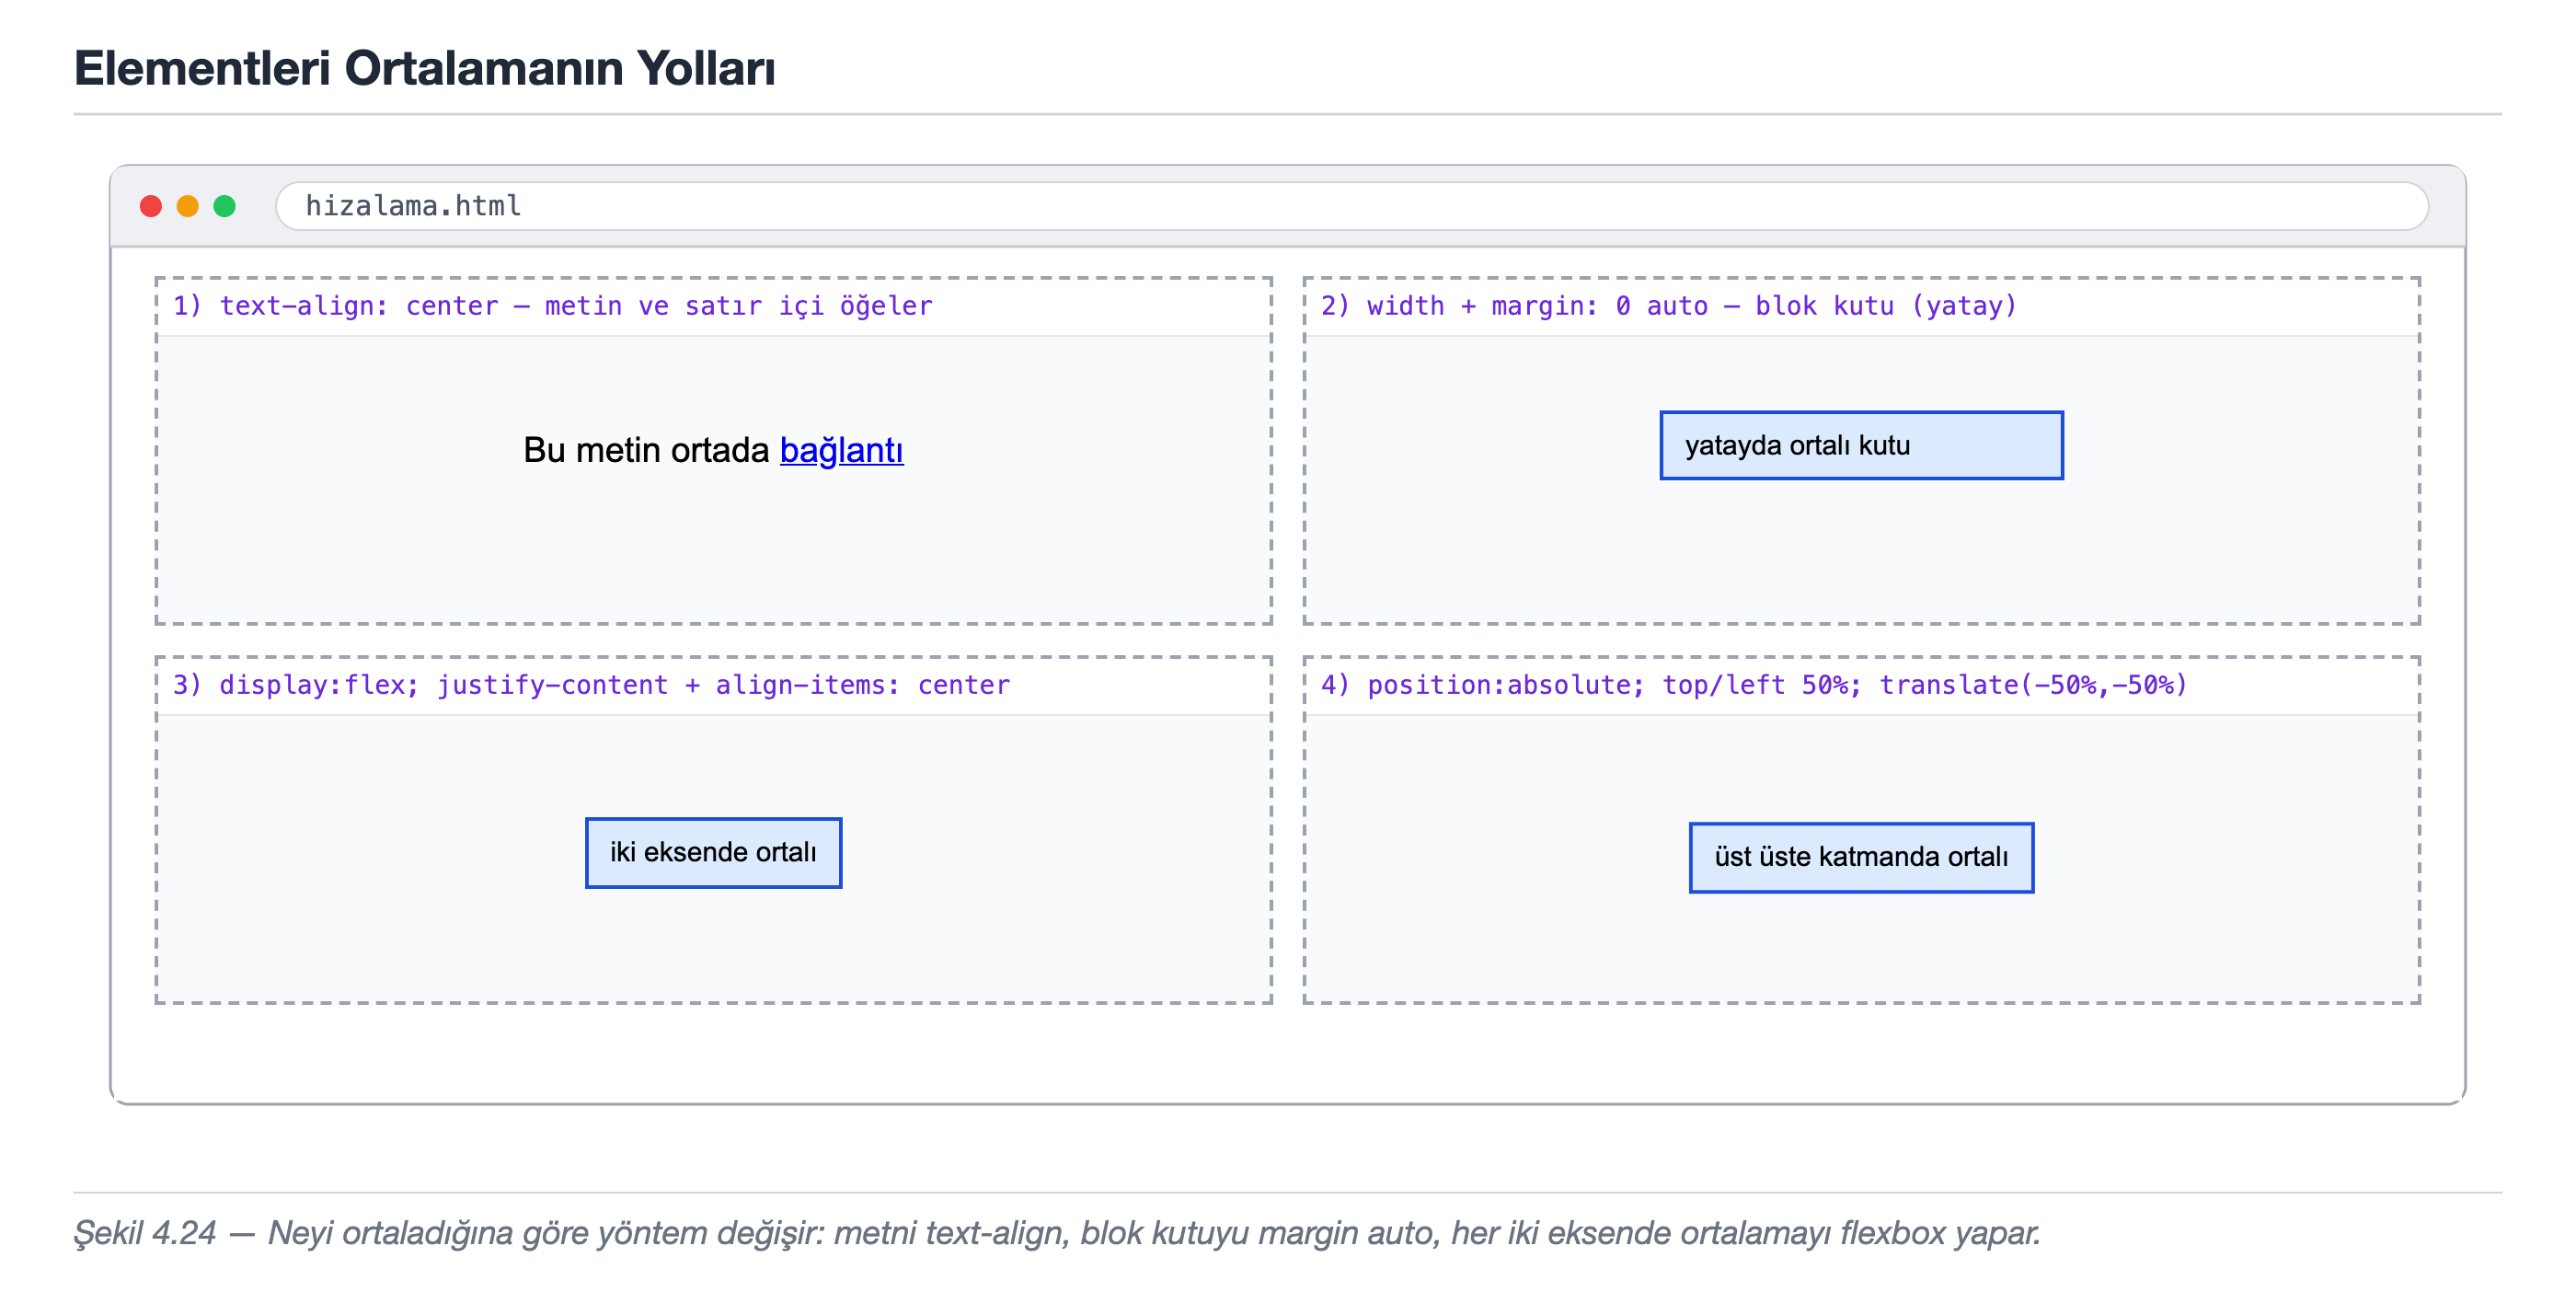 Elementleri Ortalamanın Yolları
hizalama.html
1) text-align: center — metin ve satır içi öğeler
Bu metin ortada bağlantı
2) width + margin: 0 auto — blok kutu (yatay)
yatayda ortalı kutu
3) display:flex; justify-content + align-items: center
iki eksende ortalı
4) position:absolute; top/left 50%; translate(-50%,-50%)
üst üste katmanda ortalı
Şekil 4.24 — Neyi ortaladığına göre yöntem değişir: metni text-align, blok kutuyu margin auto, her iki eksende ortalamayı flexbox yapar.